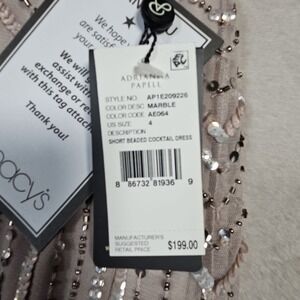 We hope
are satisfie
We will
assist with
exchange or re
with this tag attach
Thank you!
macy's
ADRIANNA
PAPELL
STYLE NO. AP1E209226
COLOR DESC MARBLE
COLOR CODE AE064
US SIZE 4
DESCRIPTION
SHORT BEADED COCKTAIL DRESS
8 86732 81936 9
MANUFACTURER'S
SUGGESTED
RETAIL PRICE $199.00